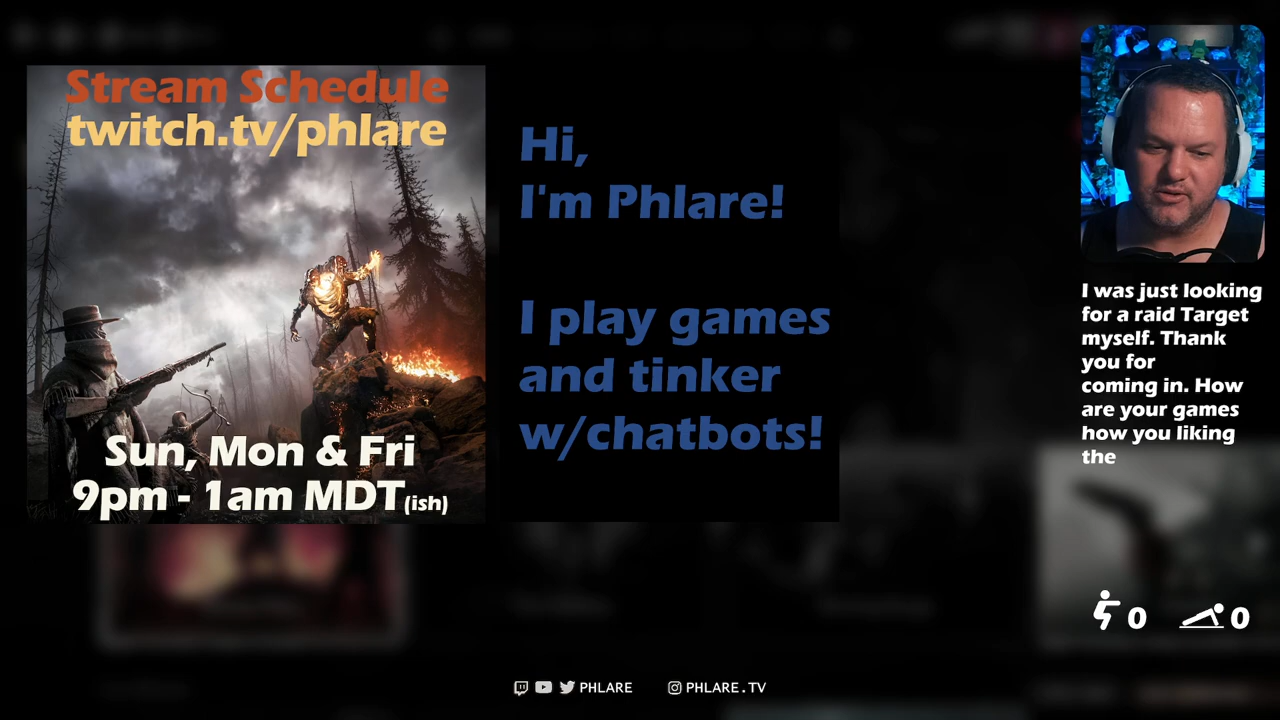 Stream Schedule
twitch.tv/phlare
Sun, Mon & Fri
9pm - 1am MDT(ish)
Hi,
I'm Phlare!
I play games
and tinker
w/chatbots!
I was just looking
for a raid Target
myself. Thank
you for
coming in. How
are your games
how you liking
the
0 0
PHLARE PHLARE.TV